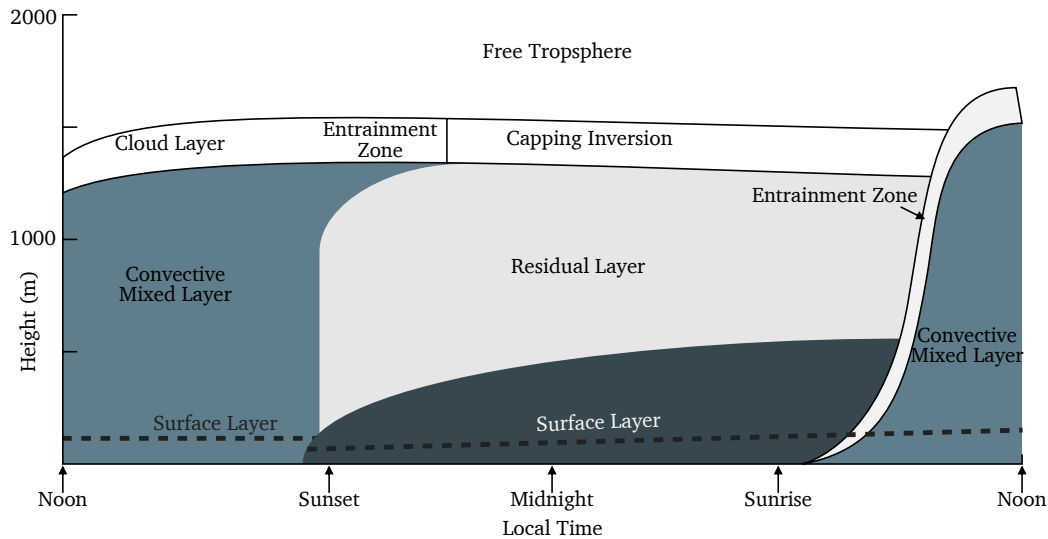 2000
Free Tropsphere
Cloud Layer
Entrainment
Zone
Capping Inversion
Entrainment Zone
1000
Residual Layer
Convective
Mixed Layer
Height (m)
Convective
Mixed Layer
Surface Layer
Surface Layer
Noon
Sunset
Midnight
Sunrise
Noon
Local Time